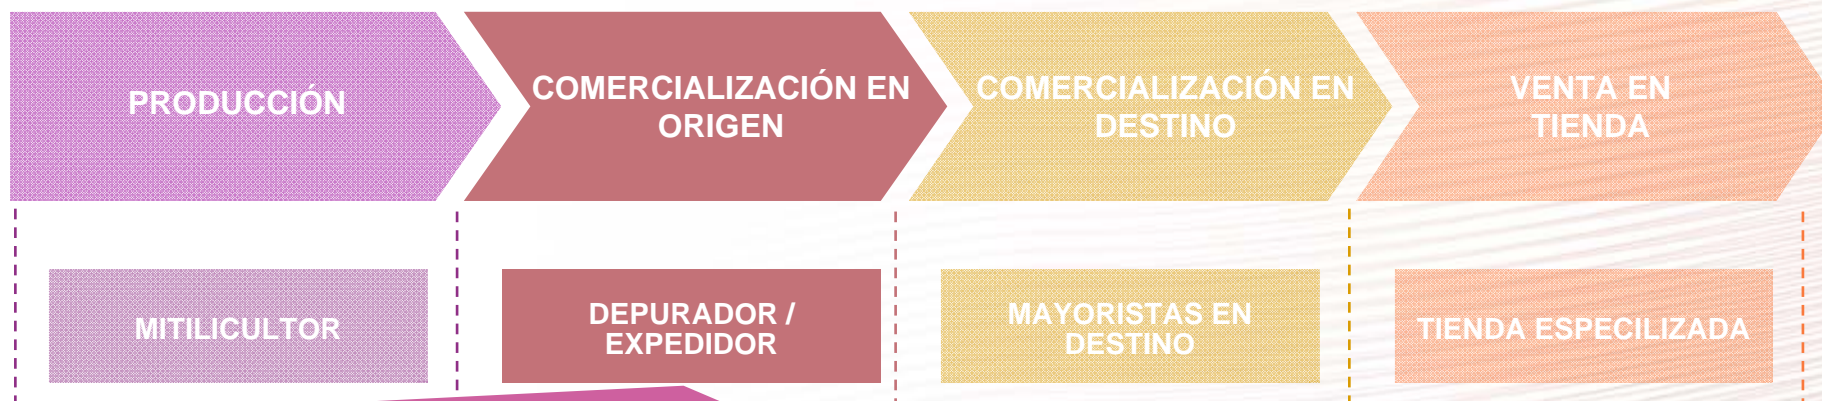 PRODUCCIÓN
COMERCIALIZACIÓN EN
ORIGEN
COMERCIALIZACIÓN EN
DESTINO
VENTA EN
TIENDA
MITILICULTOR
DEPURADOR /
EXPEDIDOR
MAYORISTAS EN
DESTINO
TIENDA ESPECILIZADA